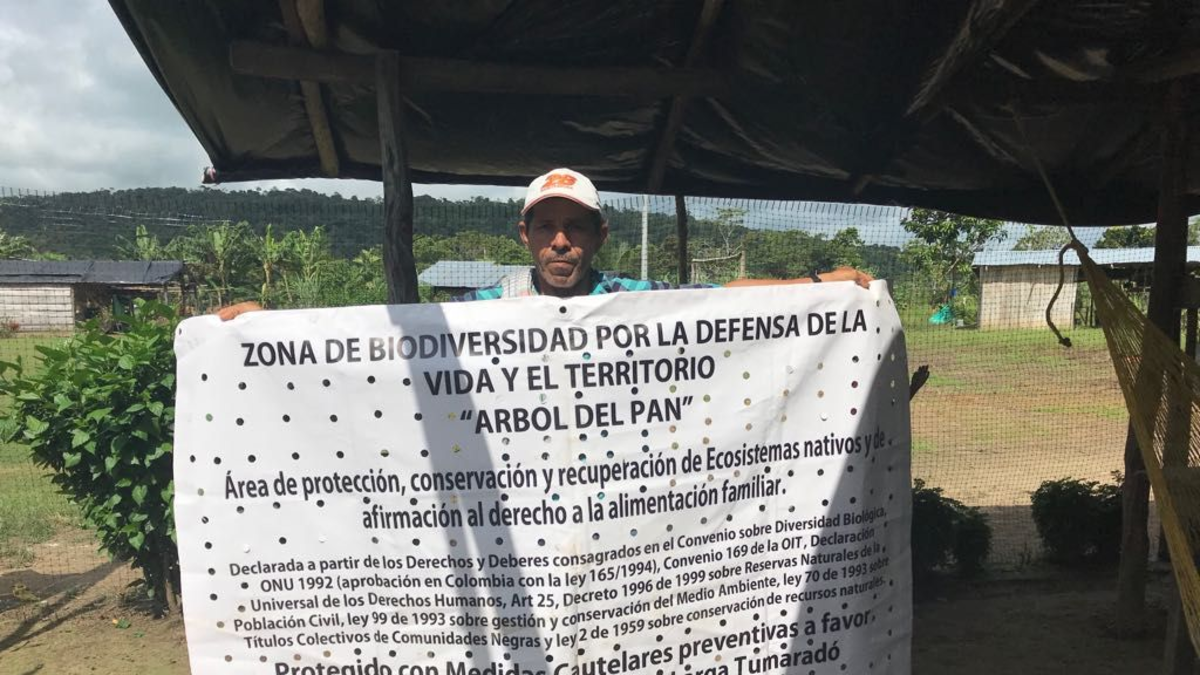 ZONA DE BIODIVERSIDAD POR LA DEFENSA DE LA
VIDA Y EL TERRITORIO
"ARBOL DEL PAN"
Área de protección, conservación y recuperación de Ecosistemas nativos y de
afirmación al derecho a la alimentación familiar.
Declarada a partir de los Derechos y Deberes consagrados en el Convenio sobre Diversidad Biológica,
ONU 1992 (aprobación en Colombia con la ley 165/1994), Convenio 169 de la OIT, Declaración
Universal de los Derechos Humanos, Art 25, Decreto 1996 de 1999 sobre Reservas Naturales de la
Población Civil, ley 99 de 1993 sobre gestión y conservación del Medio Ambiente, ley 70 de 1993 sobre
Títulos Colectivos de Comunidades Negras y ley 2 de 1959 sobre conservación de recursos naturales.
Protegido con Medidas Cautelares preventivas a favor
Larga Tumaradó